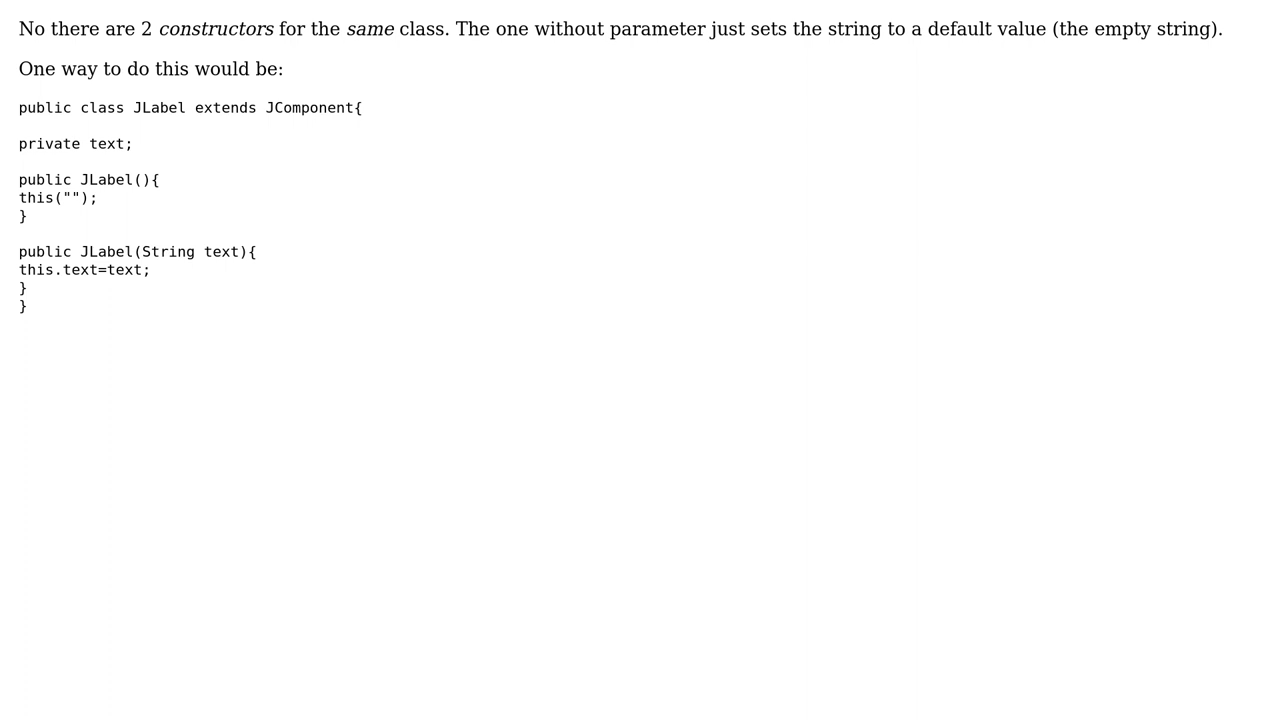 No there are 2 constructors for the same class. The one without parameter just sets the string to a default value (the empty string).
One way to do this would be:
public class JLabel extends JComponent{
private text;
public JLabel(){
this("");
}
public JLabel(String text){
this.text=text;
}
}